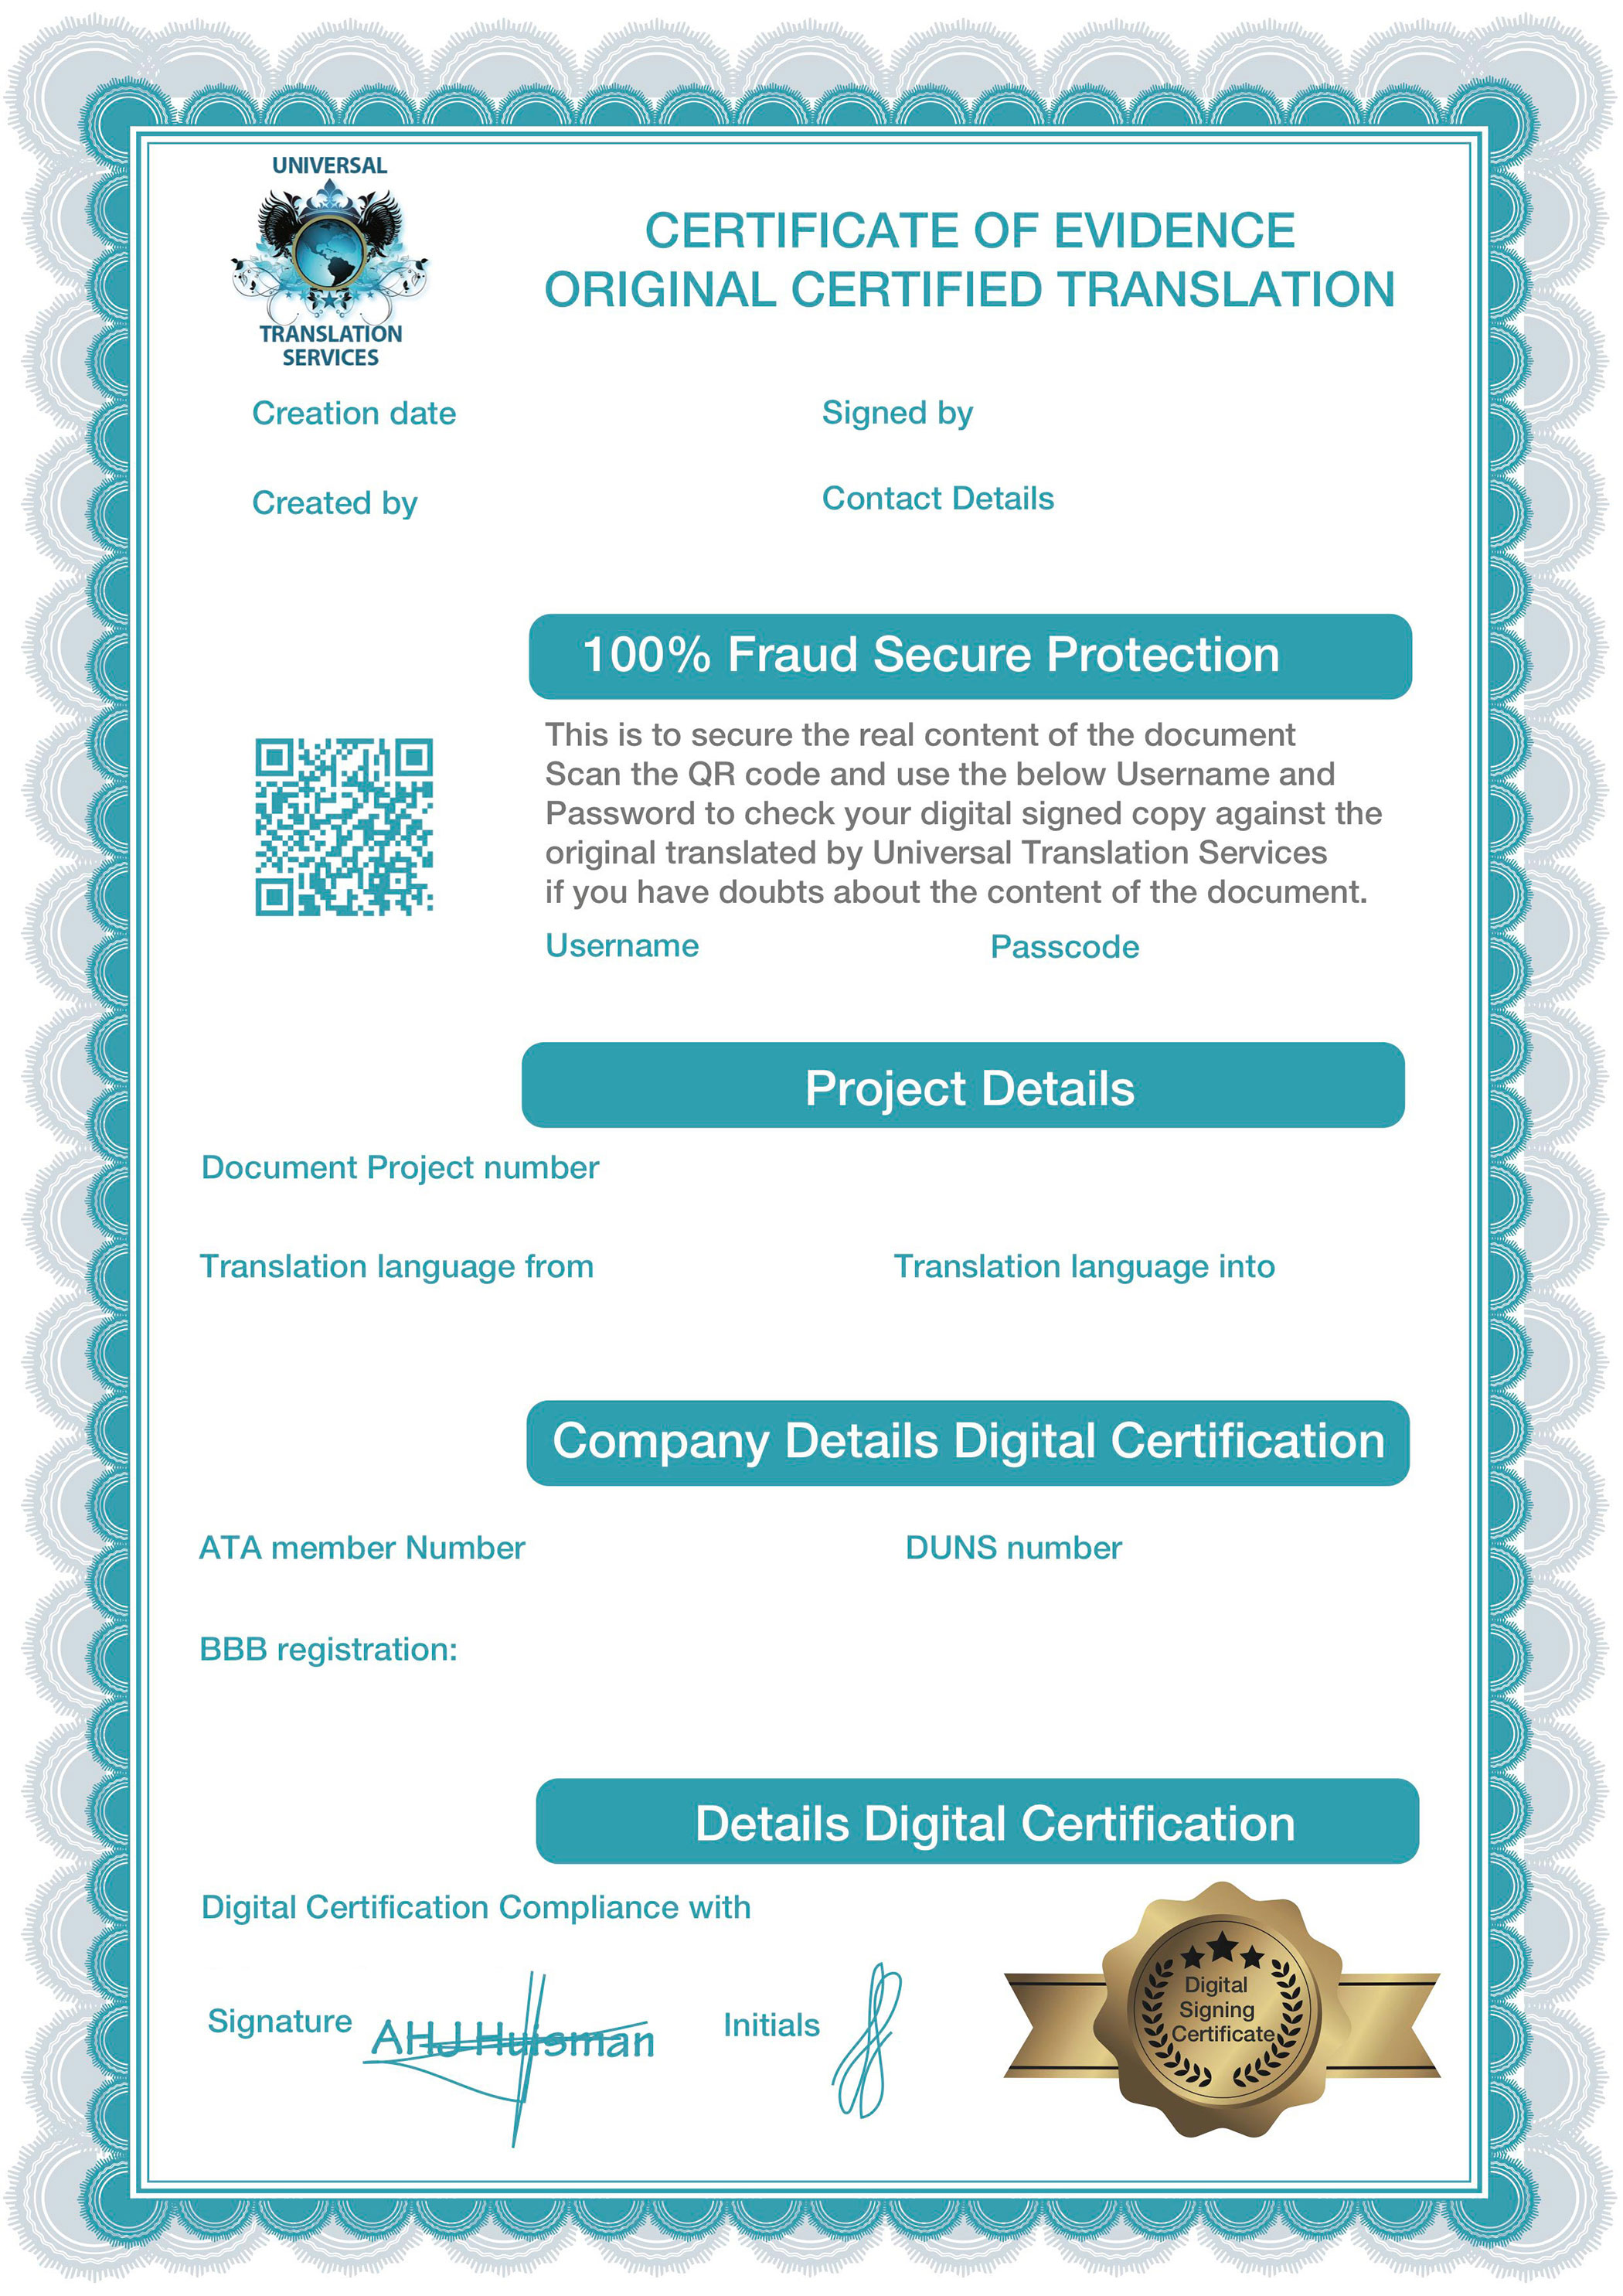 UNIVERSAL
TRANSLATION
SERVICES
CERTIFICATE OF EVIDENCE
ORIGINAL CERTIFIED TRANSLATION
Creation date
Signed by
Created by
Contact Details
100% Fraud Secure Protection
This is to secure the real content of the document
Scan the QR code and use the below Username and
Password to check your digital signed copy against the
original translated by Universal Translation Services
if you have doubts about the content of the document.
Username
Passcode
Project Details
Document Project number
Translation language from
Translation language into
Company Details Digital Certification
ATA member Number
DUNS number
BBB registration:
Details Digital Certification
Digital Certification Compliance with
Signature
AHJ Huisman
Initials
Digital
Signing
Certificate